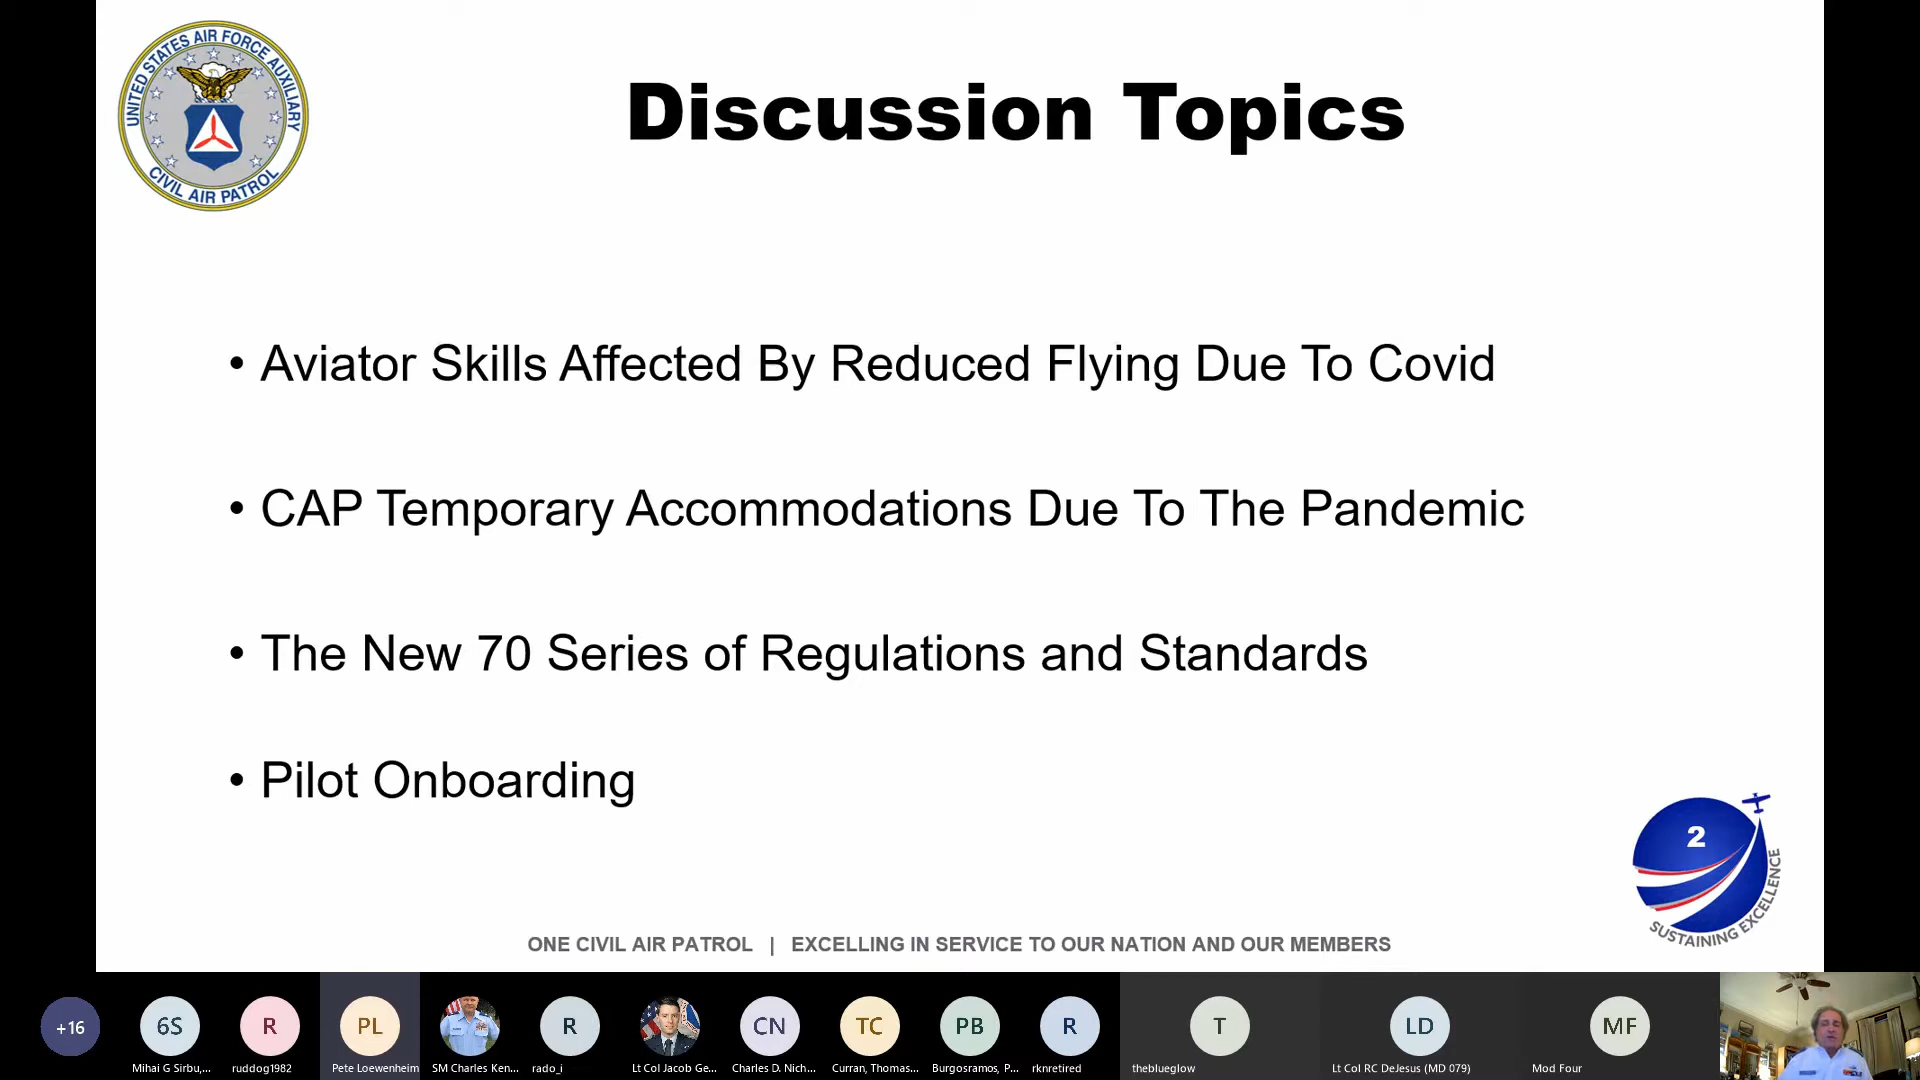 UNITED STATES AIR FORCE AUXILIARY
CIVIL AIR PATROL
Discussion Topics
• Aviator Skills Affected By Reduced Flying Due To Covid
• CAP Temporary Accommodations Due To The Pandemic
• The New 70 Series of Regulations and Standards
• Pilot Onboarding
2
SUSTAINING EXCELLENCE
ONE CIVIL AIR PATROL | EXCELLING IN SERVICE TO OUR NATION AND OUR MEMBERS
+16
6S
R
PL
R
CN
TC
PB
R
T
LD
MF
Mihai G Sirbu,...
ruddog1982
Pete Loewenheim
SM Charles Ken...
rado_i
Lt Col Jacob Ge...
Charles D. Nich...
Curran, Thomas...
Burgosramos, P...
rknretired
theblueglow
Lt Col RC DeJesus (MD 079)
Mod Four